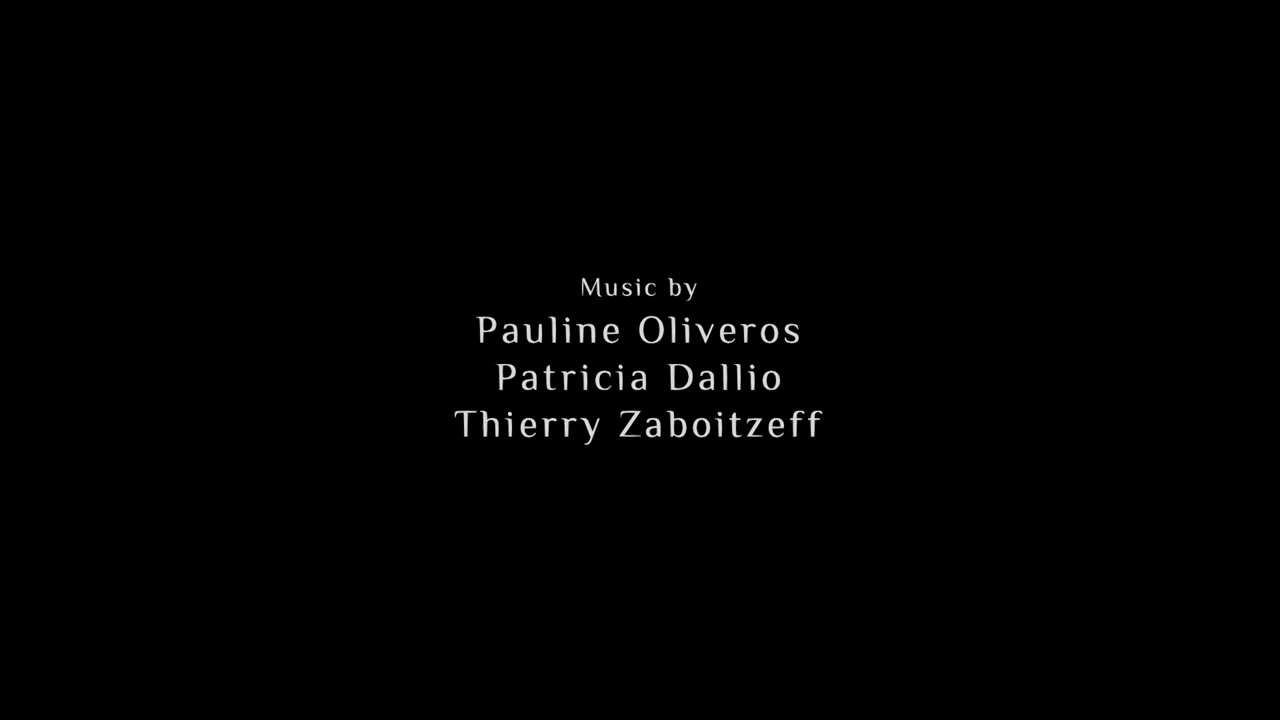 Music by
Pauline Oliveros
Patricia Dallio
Thierry Zaboitzeff